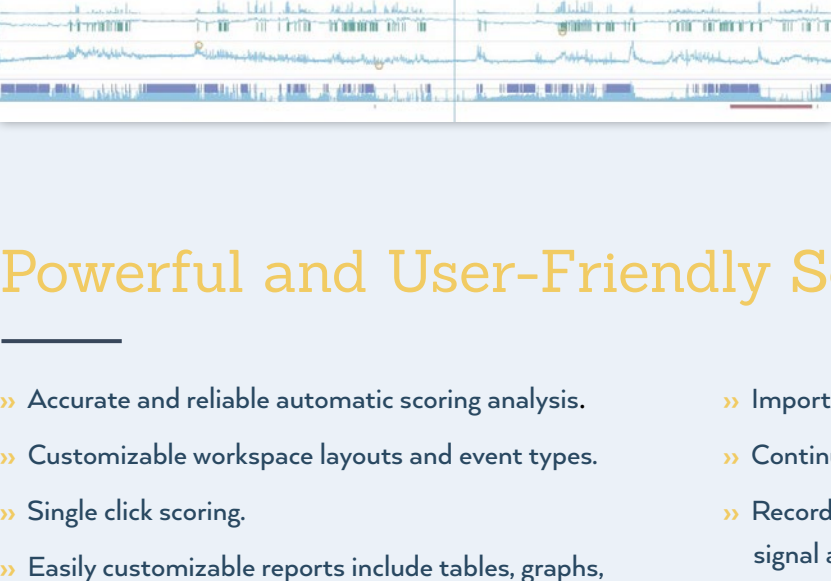 Powerful and User-Friendly
›› Accurate and reliable automatic scoring analysis.
›› Customizable workspace layouts and event types.
›› Single click scoring.
›› Easily customizable reports include tables, graphs,
›› Import
››
›› Record
signal